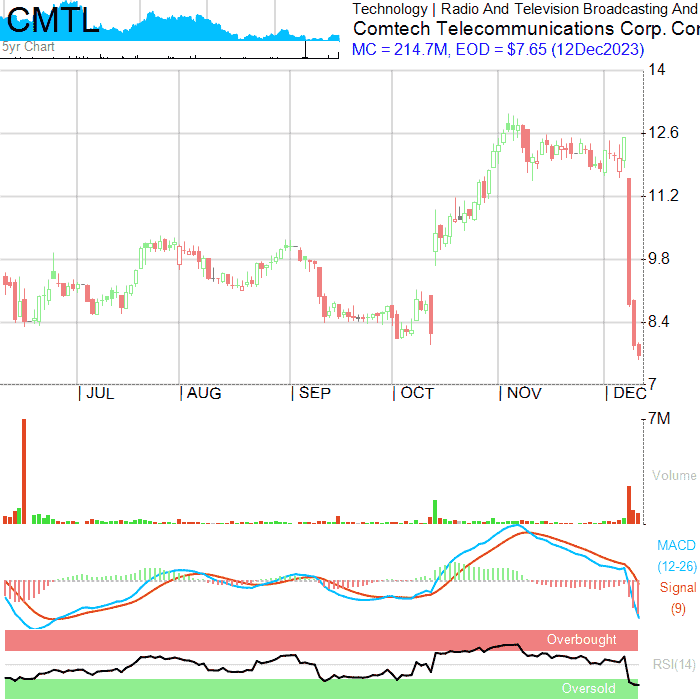 CMTL
5yr Chart
Technology | Radio And Television Broadcasting And
Comtech Telecommunications Corp. Cor
MC = 214.7M, EOD = $7.65 (12Dec2023)
14
12.6
11.2
9.8
8.4
7
JUL
AUG
SEP
OCT
NOV
DEC
7M
Volume
MACD
(12-26)
Signal
(9)
Overbought
RSI(14)
Oversold